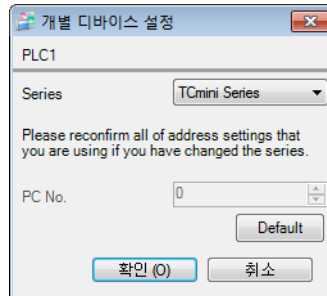 개별 디바이스 설정
PLC1
Series TCmini Series
Please reconfirm all of address settings that
you are using if you have changed the series.
PC No. 0
Default
확인 (O) 취소